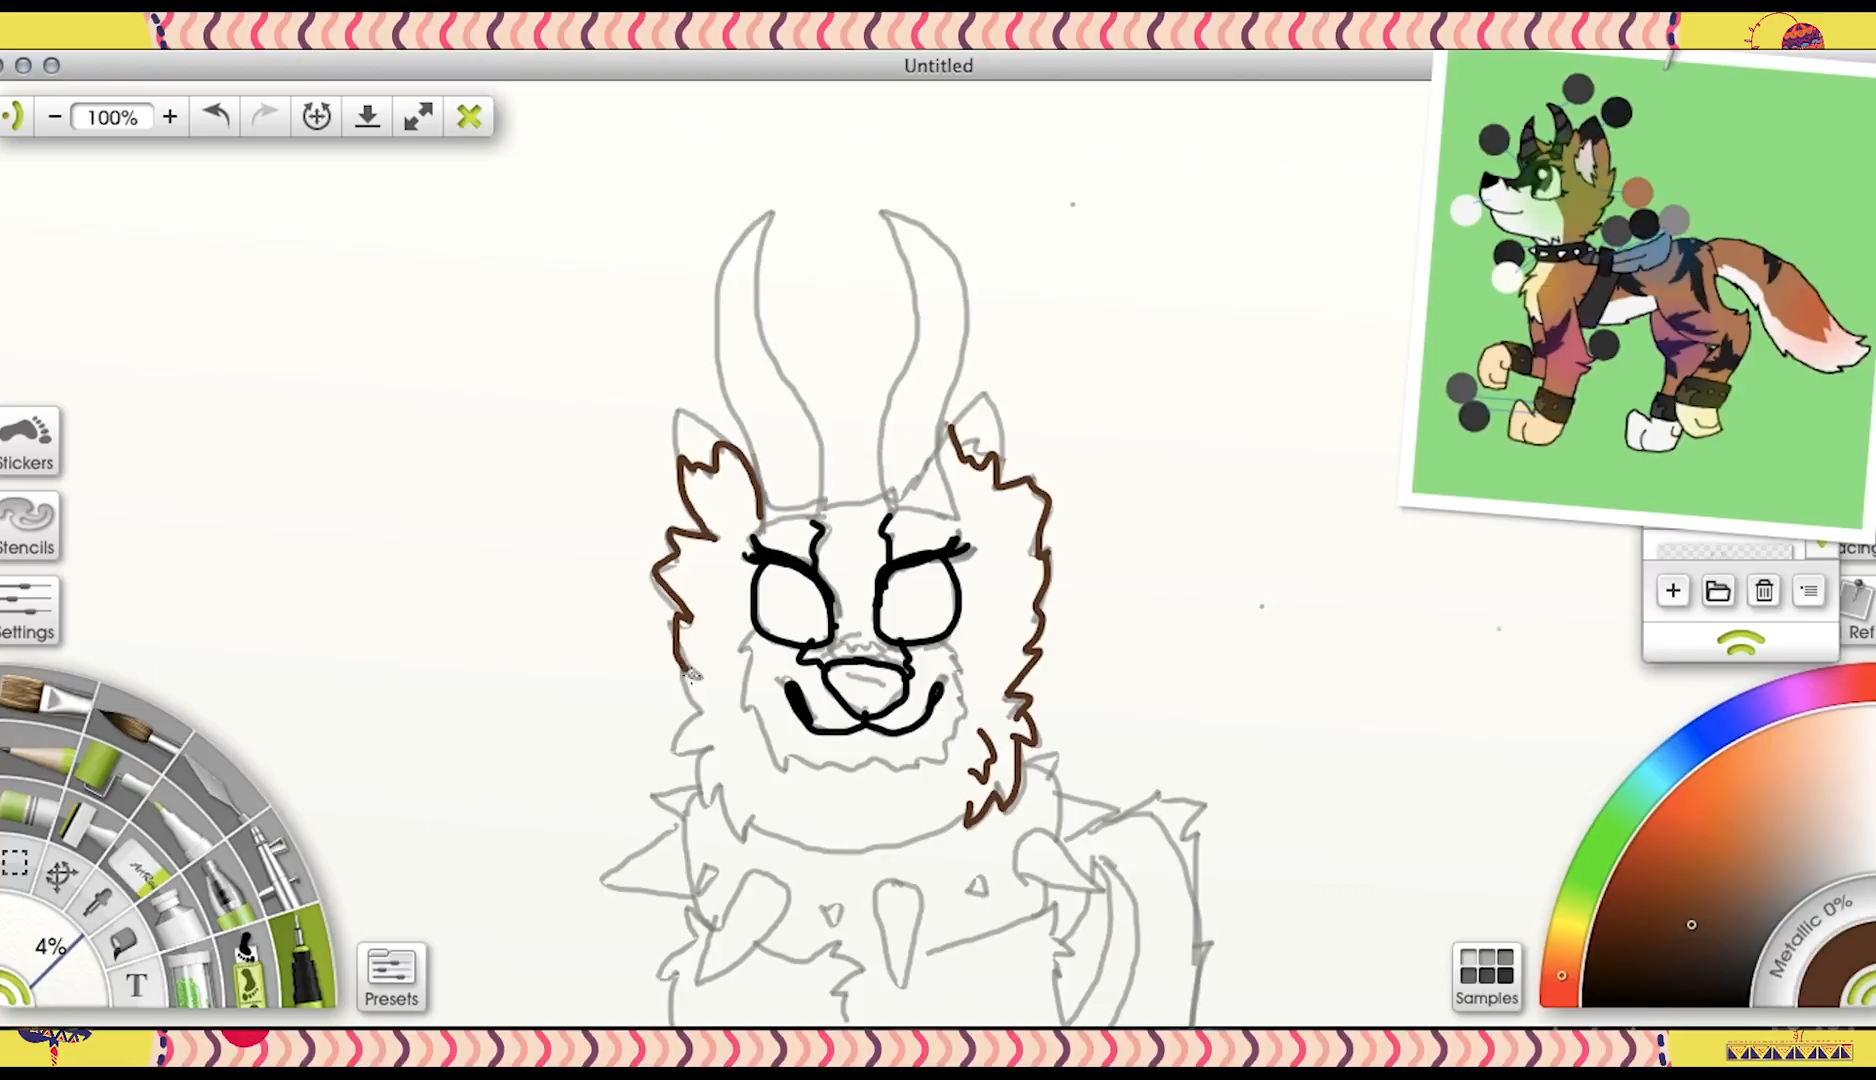 Untitled
100%
Stickers
Stencils
Settings
Ref
4%
T
Presets
Samples
Metallic 0%